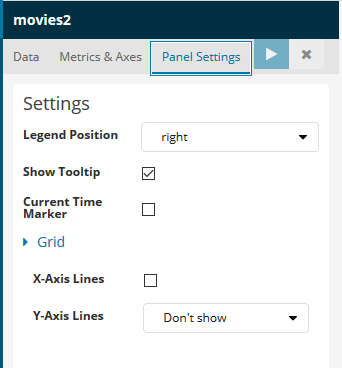 movies2
Data Metrics & Axes Panel Settings
Settings
Legend Position right
Show Tooltip
Current Time
Marker
Grid
X-Axis Lines
Y-Axis Lines Don't show